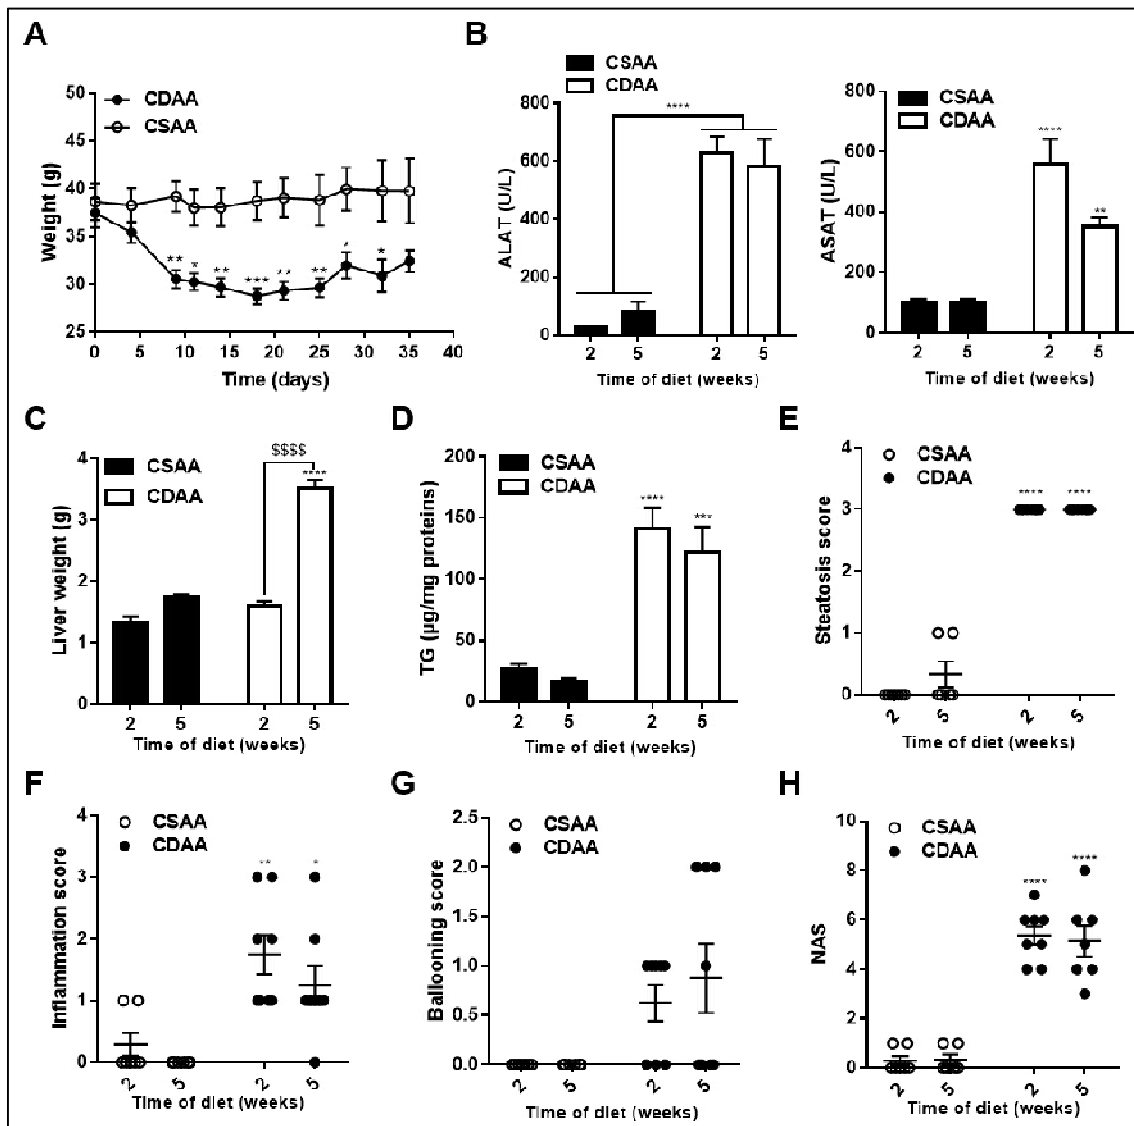 A
CDAA
CSAA
50
45
40
35
30
25
Weight (g)
** * ** *** ** ** * *
0 5 10 15 20 25 30 35 40
Time (days)
B
CSAA
CDAA
800
600
400
200
0
ALAT (U/L)
****
2 5 2 5
Time of diet (weeks)
CSAA
CDAA
800
600
400
200
0
ASAT (U/L)
****
**
2 5 2 5
Time of diet (weeks)
C
CSAA
CDAA
4
3
2
1
0
Liver weight (g)
$$$$
****
2 5 2 5
Time of diet (weeks)
D
CSAA
CDAA
200
150
100
50
0
TG (µg/mg proteins)
****
***
2 5 2 5
Time of diet (weeks)
E
CSAA
CDAA
4
3
2
1
0
Steatosis score
**** ****
2 5 2 5
Time of diet (weeks)
F
CSAA
CDAA
4
3
2
1
0
Inflammation score
** *
2 5 2 5
Time of diet (weeks)
G
CSAA
CDAA
2.5
2.0
1.5
1.0
0.5
0.0
Ballooning score
2 5 2 5
Time of diet (weeks)
H
CSAA
CDAA
10
8
6
4
2
0
NAS
****
****
2 5 2 5
Time of diet (weeks)